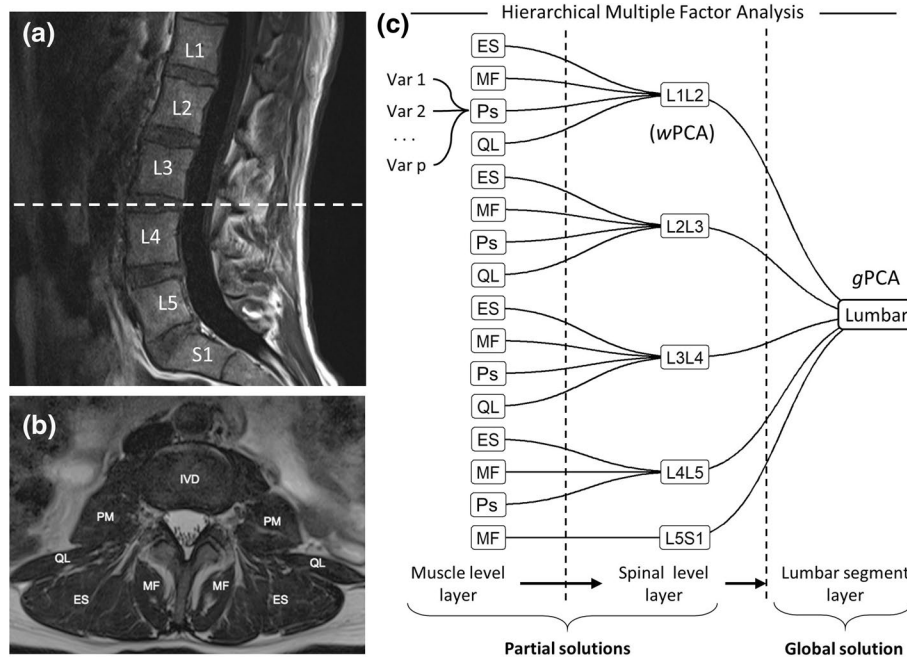 (a)
L1
L2
L3
L4
L5
S1
(b)
IVD
PM
PM
QL
QL
ES
MF
MF
ES
(c)
Hierarchical Multiple Factor Analysis
Var 1
Var 2
. . .
Var p
ES
MF
Ps
QL
L1L2
(wPCA)
ES
MF
Ps
QL
L2L3
ES
MF
Ps
QL
L3L4
ES
MF
Ps
L4L5
MF
L5S1
gPCA
Lumbar
Muscle level
layer
Spinal level
layer
Lumbar segment
layer
Partial solutions
Global solution